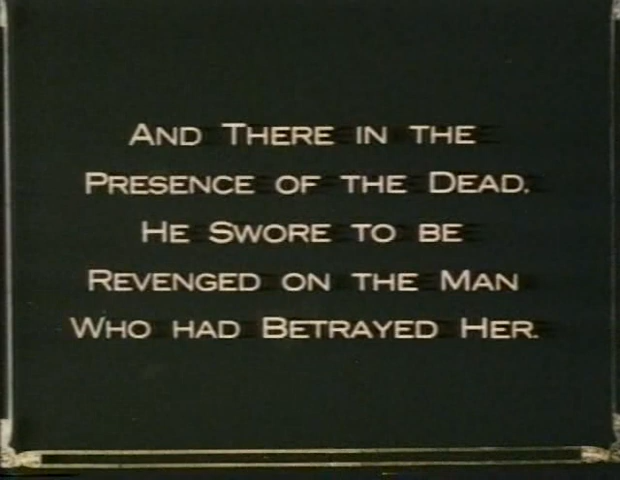 And There in the
Presence of the Dead,
He Swore to be
Revenged on the Man
Who had Betrayed Her.